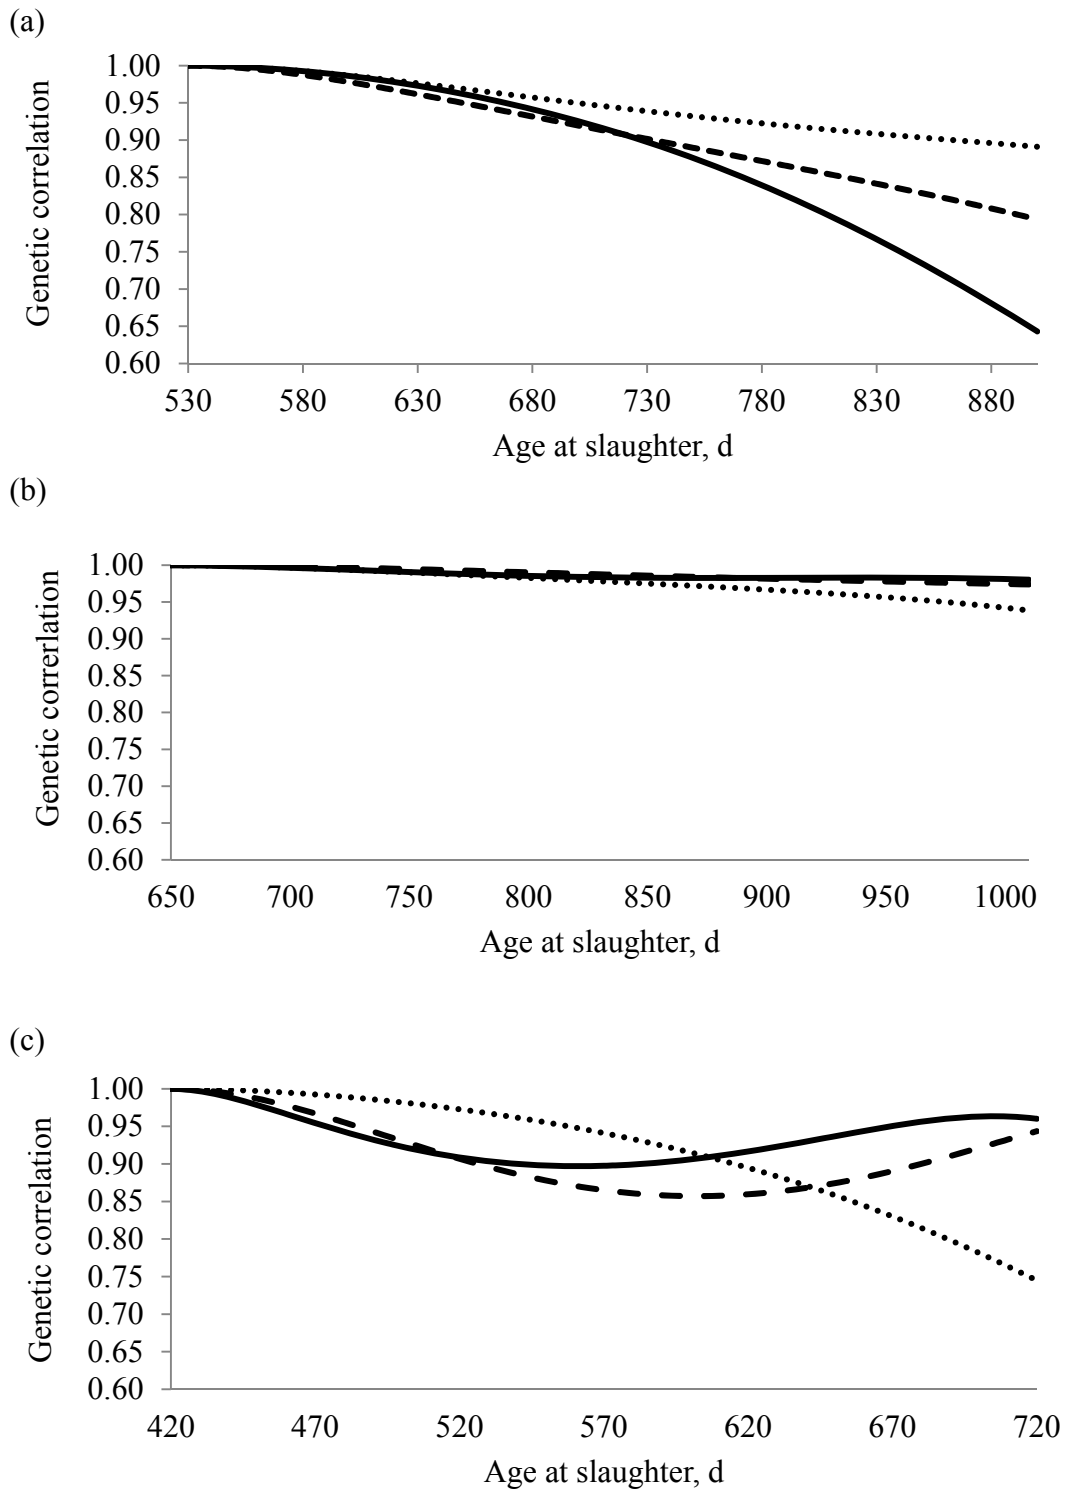 (a)
Genetic correlation
1.00
0.95
0.90
0.85
0.80
0.75
0.70
0.65
0.60
530 580 630 680 730 780 830 880
Age at slaughter, d
(b)
Genetic correrlation
1.00
0.95
0.90
0.85
0.80
0.75
0.70
0.65
0.60
650 700 750 800 850 900 950 1000
Age at slaughter, d
(c)
Genetic correlation
1.00
0.95
0.90
0.85
0.80
0.75
0.70
0.65
0.60
420 470 520 570 620 670 720
Age at slaughter, d